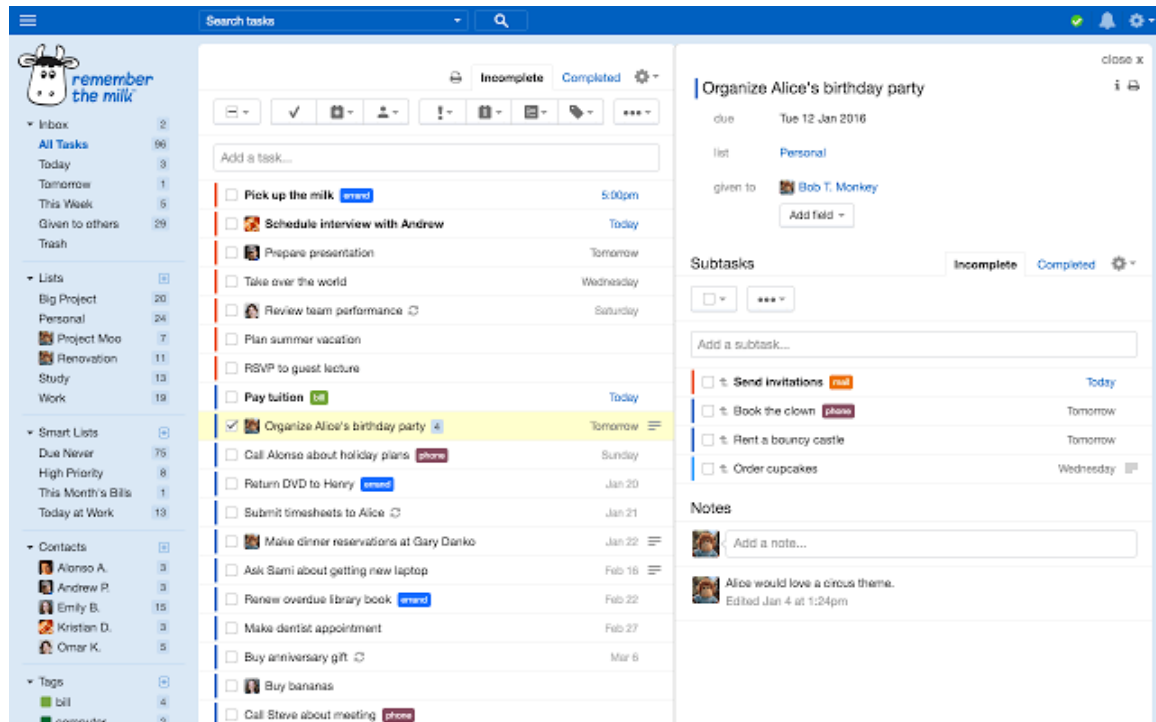 Search tasks
remember
the milk
Inbox 2
All Tasks 96
Today 3
Tomorrow 1
This Week 5
Given to others 29
Trash
Lists
Big Project 20
Personal 24
Project Moo 7
Renovation 11
Study 13
Work 19
Smart Lists
Due Never 75
High Priority 8
This Month's Bills 1
Today at Work 13
Contacts
Alonso A. 3
Andrew P. 3
Emily B. 15
Kristian D. 3
Omar K. 5
Tags
bill 4
computer
Incomplete Completed
Add a task...
Pick up the milk errand 5:00pm
Schedule interview with Andrew Today
Prepare presentation Tomorrow
Take over the world Wednesday
Review team performance Saturday
Plan summer vacation
RSVP to guest lecture
Pay tuition bill Today
Organize Alice's birthday party 4 Tomorrow
Call Alonso about holiday plans phone Sunday
Return DVD to Henry errand Jan 20
Submit timesheets to Alice Jan 21
Make dinner reservations at Gary Danko Jan 22
Ask Sami about getting new laptop Feb 16
Renew overdue library book errand Feb 22
Make dentist appointment Feb 27
Buy anniversary gift Mar 6
Buy bananas
Call Steve about meeting phone
close x
Organize Alice's birthday party
due Tue 12 Jan 2016
list Personal
given to Bob T. Monkey
Add field
Subtasks Incomplete Completed
Add a subtask...
Send invitations mail Today
Book the clown phone Tomorrow
Rent a bouncy castle Tomorrow
Order cupcakes Wednesday
Notes
Add a note...
Alice would love a circus theme.
Edited Jan 4 at 1:24pm